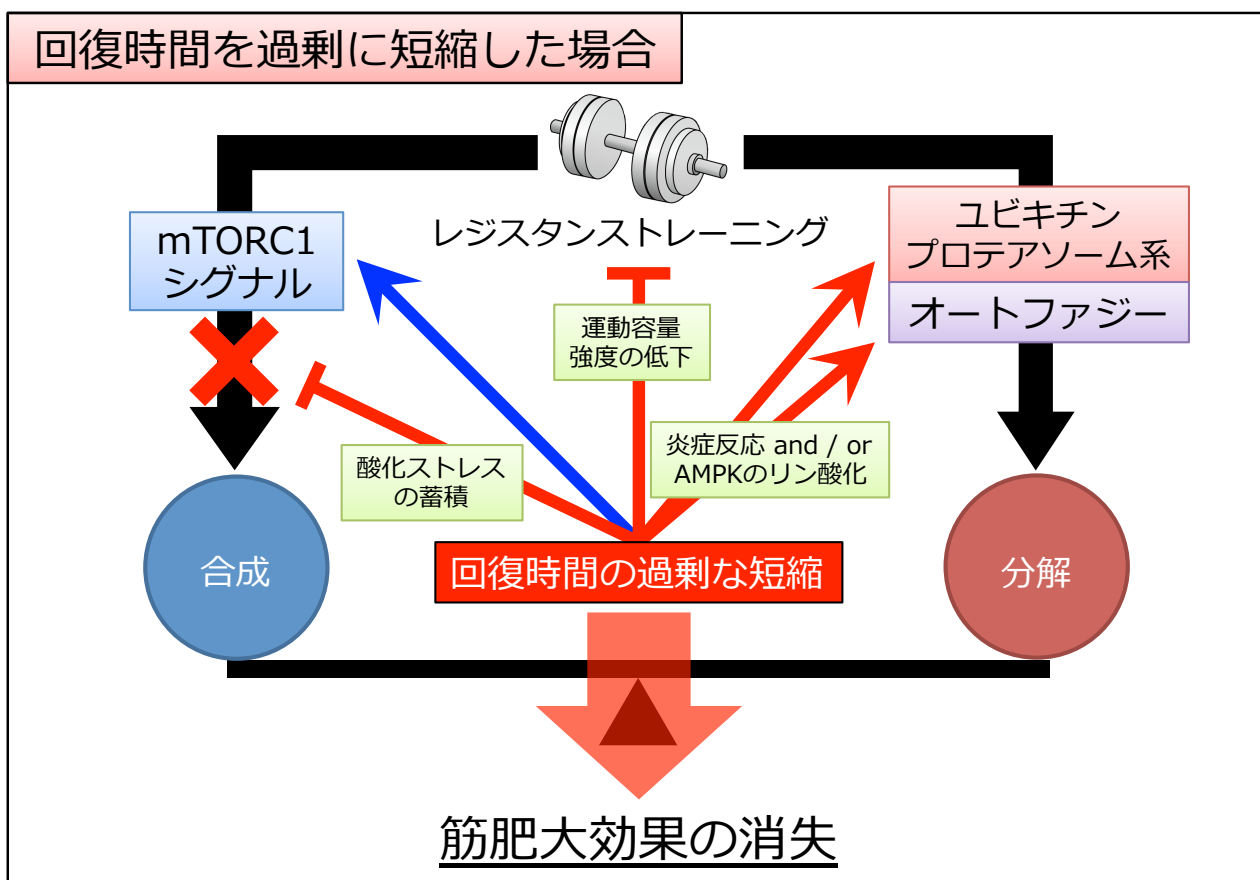 回復時間を過剰に短縮した場合
レジスタンストレーニング
mTORC1
シグナル
ユビキチン
プロテアソーム系
オートファジー
運動容量
強度の低下
酸化ストレス
の蓄積
炎症反応 and / or
AMPKのリン酸化
合成
回復時間の過剰な短縮
分解
筋肥大効果の消失